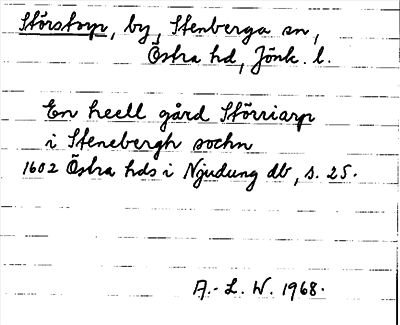 Störstorp, by, Stenberga sn,
Östra hd, Jönk. l.
En heell gård Störriarp
i Stenebergh sochn
1602 Östra hds i Njudung db, s. 25.
A.-L. W. 1968.